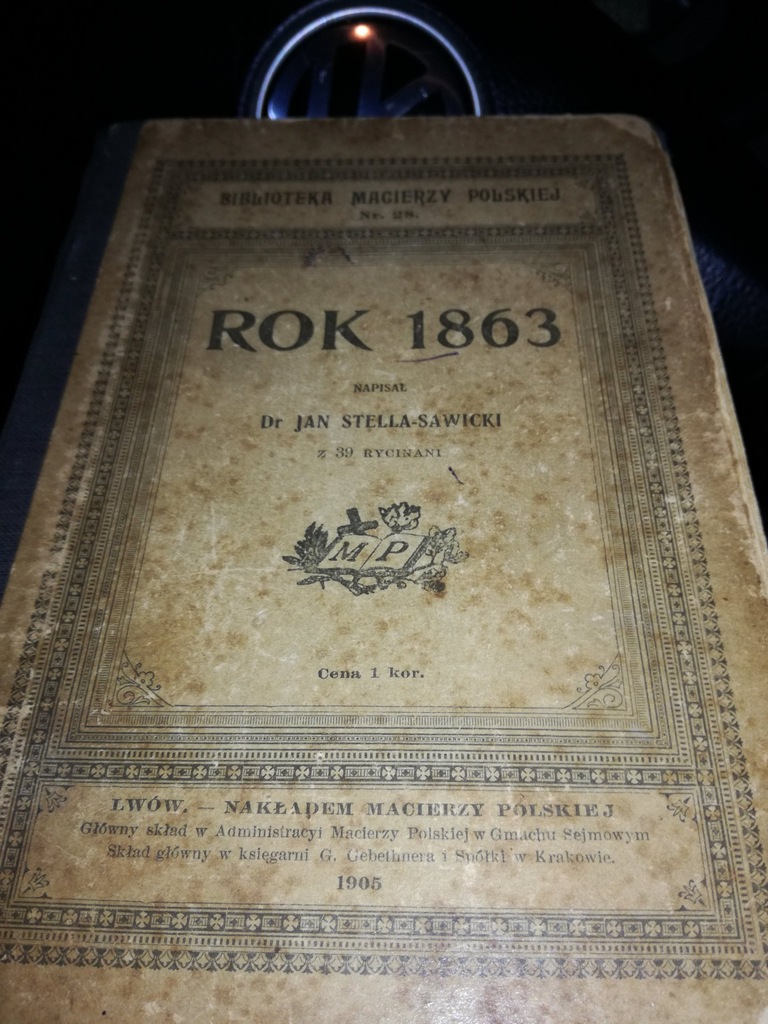 BIBLIOTEKA MACIERZY POLSKIEJ
Nr. 28.
ROK 1863
NAPISAŁ
Dr JAN STELLA-SAWICKI
Z 39 RYCINAMI
M P
Cena 1 kor.
LWÓW. — NAKŁADEM MACIERZY POLSKIEJ
Główny skład w Administracyi Macierzy Polskiej w Gmachu Sejmowym
Skład główny w księgarni G. Gebethnera i Spółki w Krakowie.
1905